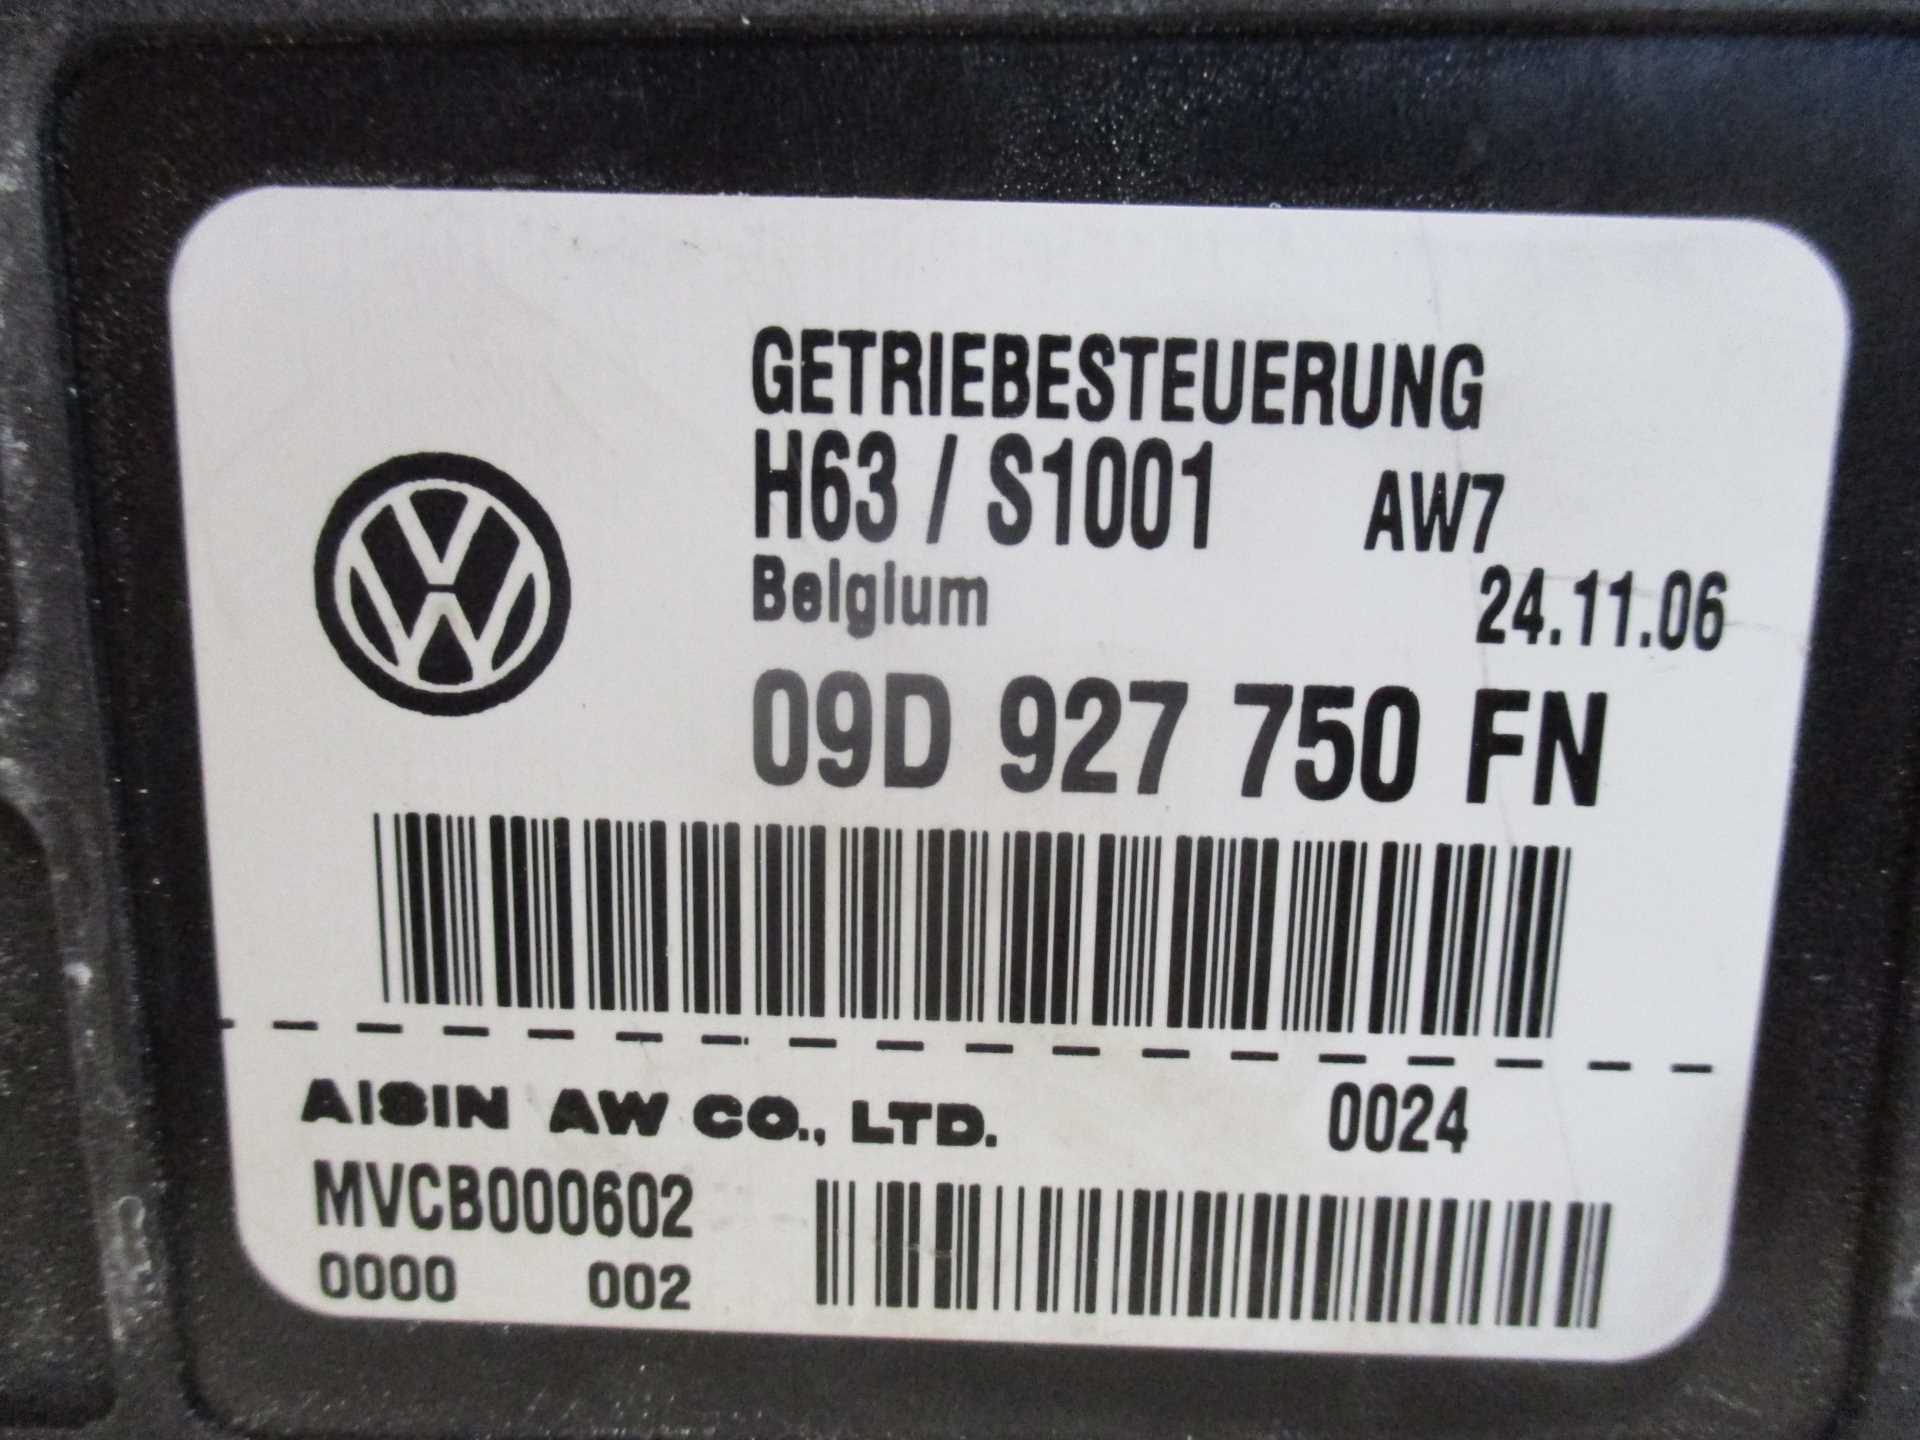 GETRIEBESTEUERUNG
H63 / S1001 AW7
Belgium 24.11.06
09D 927 750 FN
AISIN AW CO., LTD. 0024
MVCB000602
0000 002